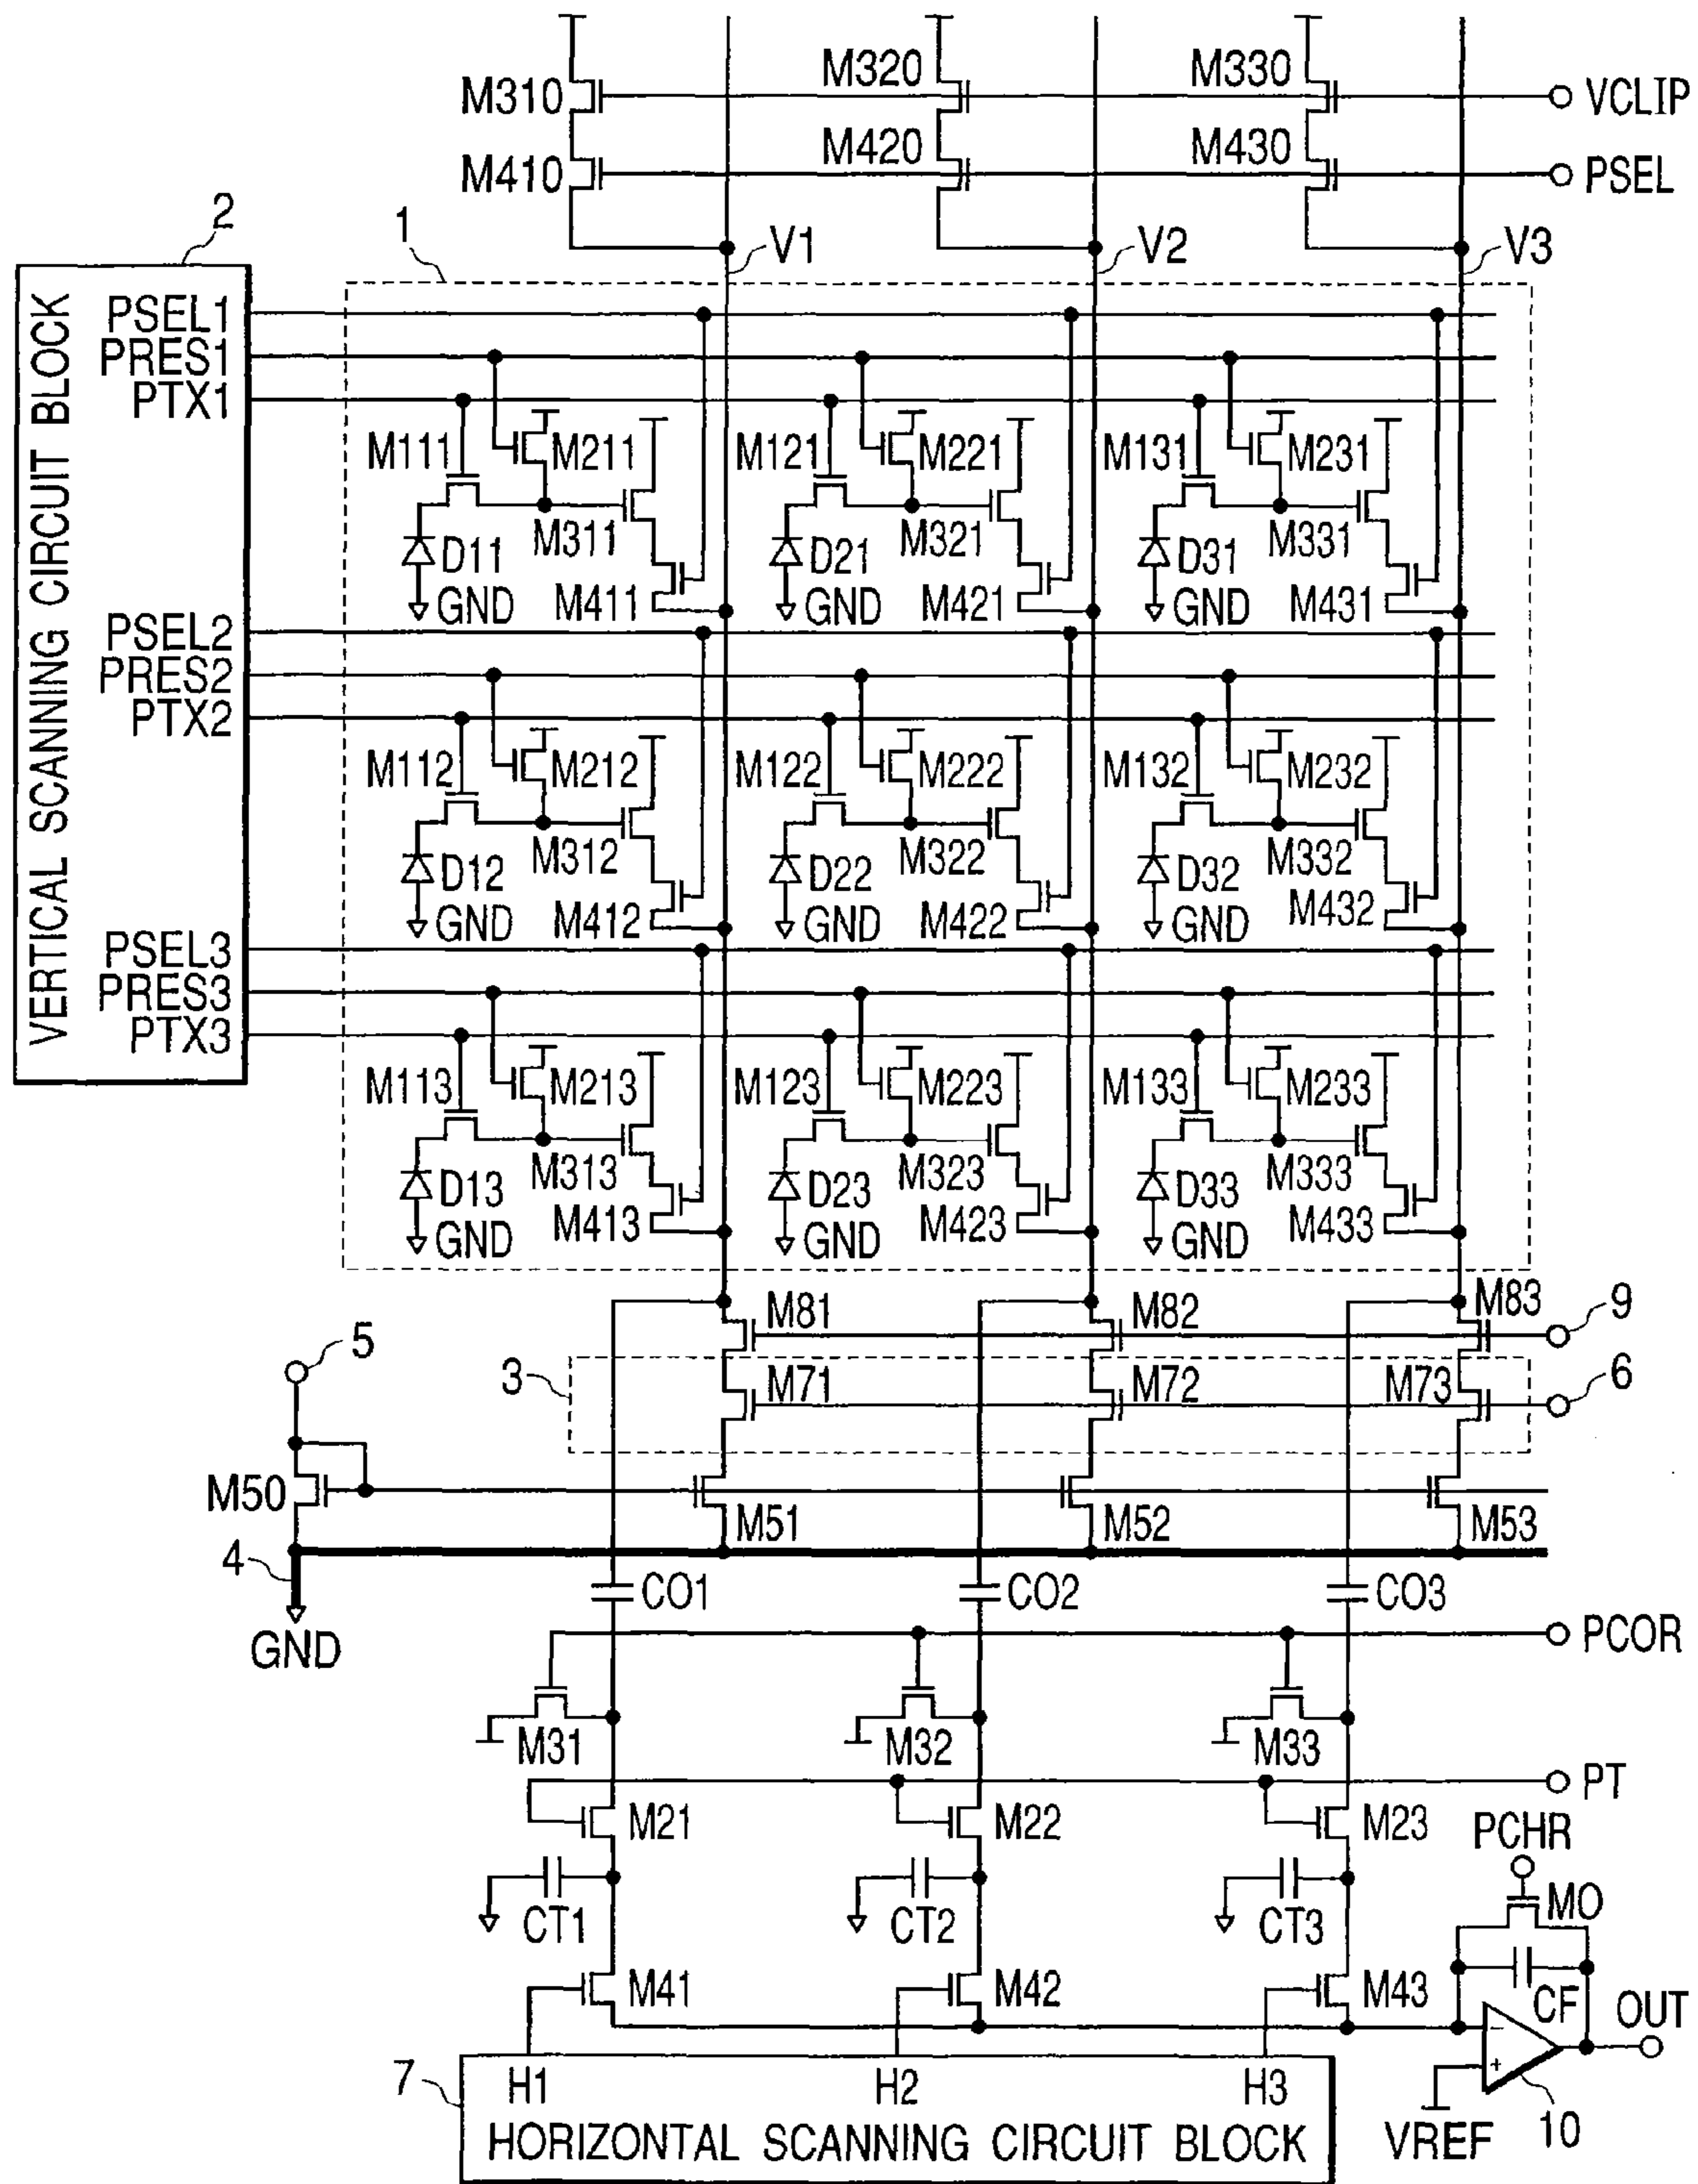 M310 M320 M330 VCLIP
M410 M420 M430 PSEL
2 1 V1 V2 V3
VERTICAL SCANNING CIRCUIT BLOCK
PSEL1
PRES1
PTX1
M111 M211 M121 M221 M131 M231
D11 M311 D21 M321 D31 M331
GND M411 GND M421 GND M431
PSEL2
PRES2
PTX2
M112 M212 M122 M222 M132 M232
D12 M312 D22 M322 D32 M332
GND M412 GND M422 GND M432
PSEL3
PRES3
PTX3
M113 M213 M123 M223 M133 M233
D13 M313 D23 M323 D33 M333
GND M413 GND M423 GND M433
M81 M82 M83 9
5 3 M71 M72 M73 6
M50 M51 M52 M53
4
GND
CO1 CO2 CO3
PCOR
M31 M32 M33
PT
M21 M22 M23
PCHR
MO
CT1 CT2 CT3
M41 M42 M43
CF OUT
- +
7 H1 H2 H3
HORIZONTAL SCANNING CIRCUIT BLOCK
VREF 10